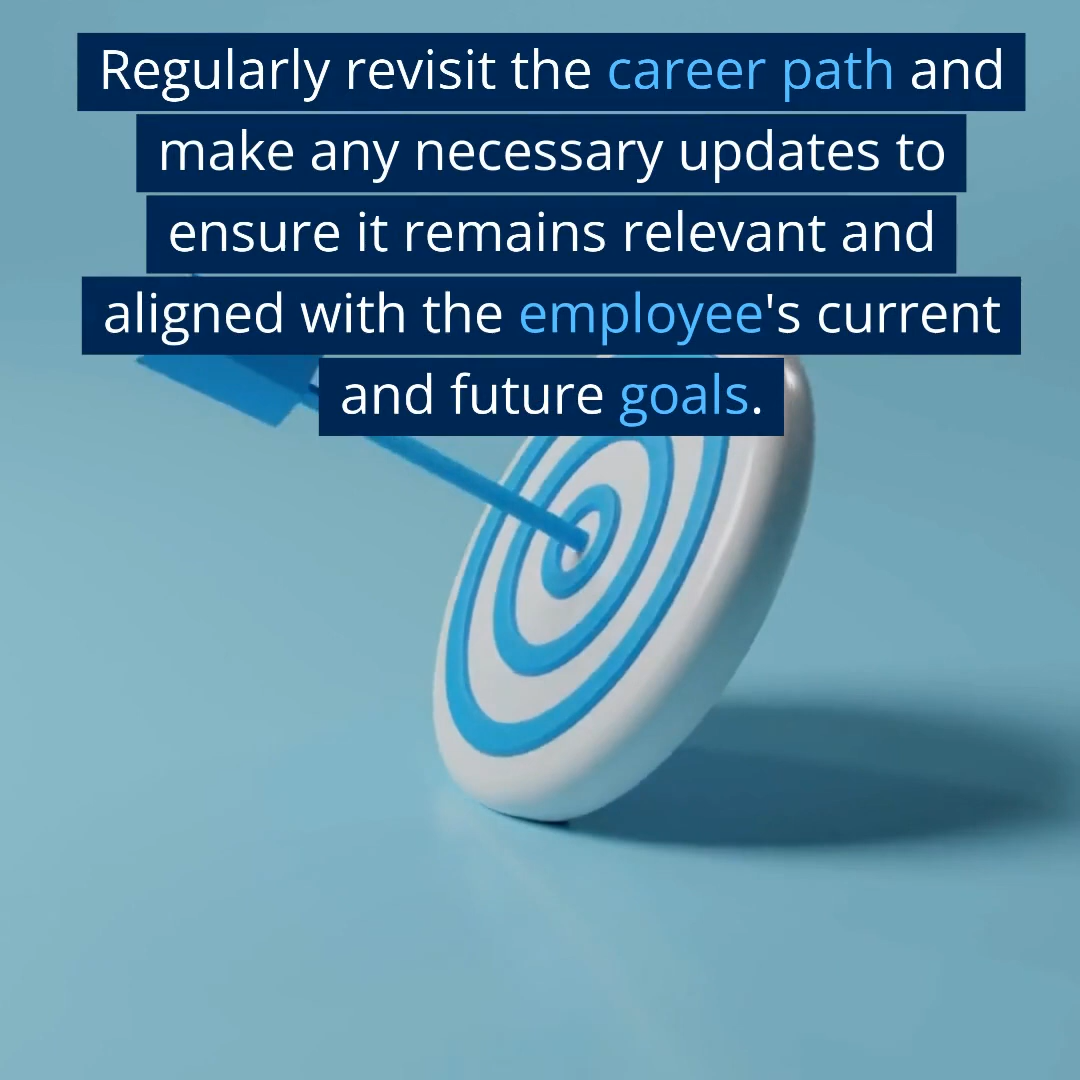 Regularly revisit the career path and
make any necessary updates to
ensure it remains relevant and
aligned with the employee's current
and future goals.